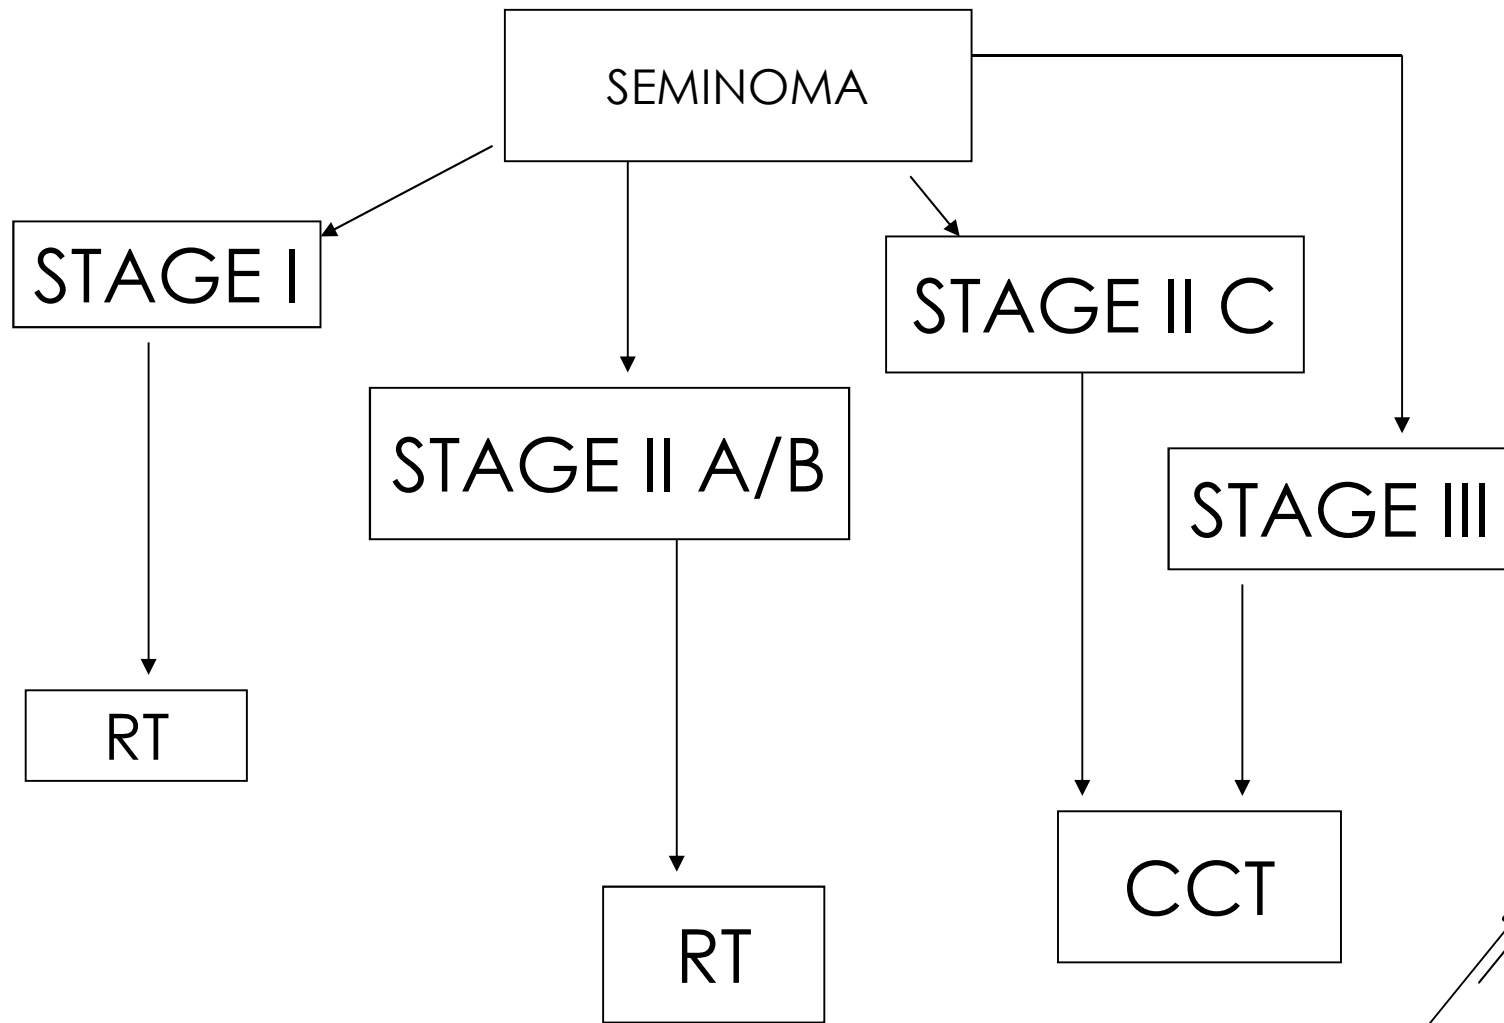 SEMINOMA
STAGE I
STAGE II C
STAGE II A/B
STAGE III
RT
CCT
RT